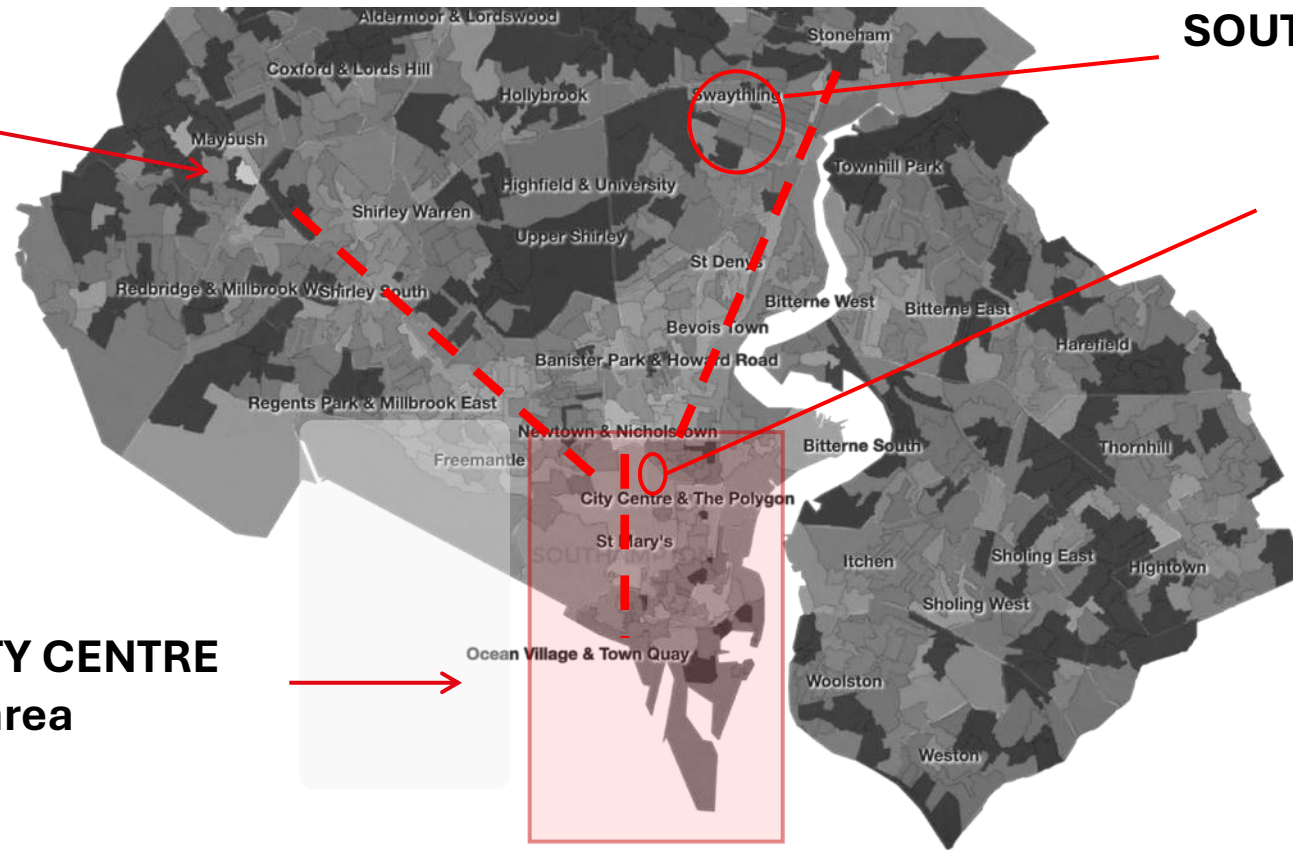 Aldermoor & Lordswood
SOUT
Stoneham
Coxford & Lords Hill
Hollybrook
Swaythling
Maybush
Townhill Park
Highfield & University
Shirley Warren
Upper Shirley
St Denys
Redbridge & Millbrook W
Shirley South
Bitterne West
Bitterne East
Bevois Town
Harefield
Banister Park & Howard Road
Regents Park & Millbrook East
Newtown & Nicholstown
Bitterne South
Thornhill
Freemantle
City Centre & The Polygon
St Mary's
SOUTHAMPTON
Itchen
Sholing East
Hightown
Sholing West
TY CENTRE
Ocean Village & Town Quay
Woolston
area
Weston